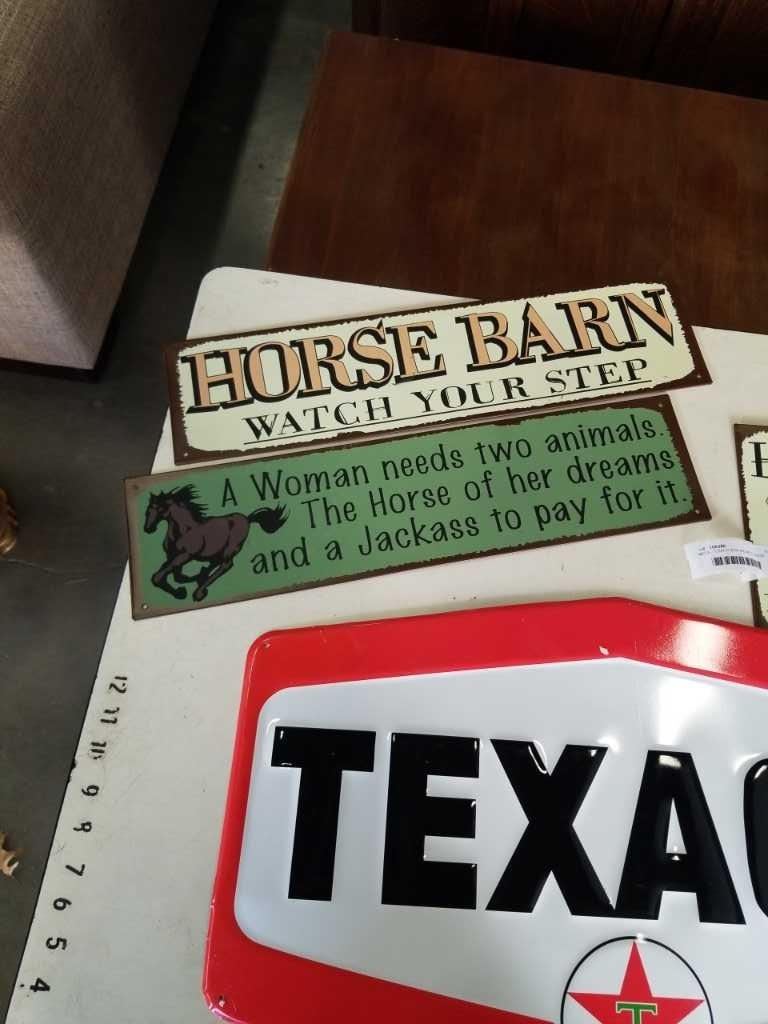 HORSE BARN
WATCH YOUR STEP
A Woman needs two animals.
The Horse of her dreams
and a Jackass to pay for it.
TEXAC
T
12
11
10
9
8
7
6
5
4